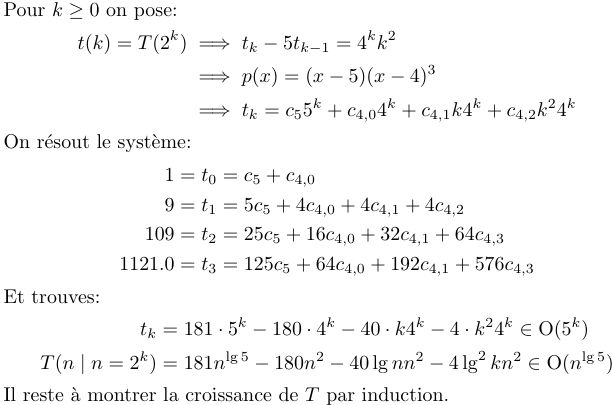 Pour k ≥ 0 on pose:
t(k) = T(2^k) ⟹ t_k − 5t_{k−1} = 4^k k^2
⟹ p(x) = (x − 5)(x − 4)^3
⟹ t_k = c_5 5^k + c_{4,0} 4^k + c_{4,1} k4^k + c_{4,2} k^2 4^k
On résout le système:
1 = t_0 = c_5 + c_{4,0}
9 = t_1 = 5c_5 + 4c_{4,0} + 4c_{4,1} + 4c_{4,2}
109 = t_2 = 25c_5 + 16c_{4,0} + 32c_{4,1} + 64c_{4,3}
1121.0 = t_3 = 125c_5 + 64c_{4,0} + 192c_{4,1} + 576c_{4,3}
Et trouves:
t_k = 181 · 5^k − 180 · 4^k − 40 · k4^k − 4 · k^2 4^k ∈ O(5^k)
T(n | n = 2^k) = 181n^{lg 5} − 180n^2 − 40 lg nn^2 − 4 lg^2 kn^2 ∈ O(n^{lg 5})
Il reste à montrer la croissance de T par induction.